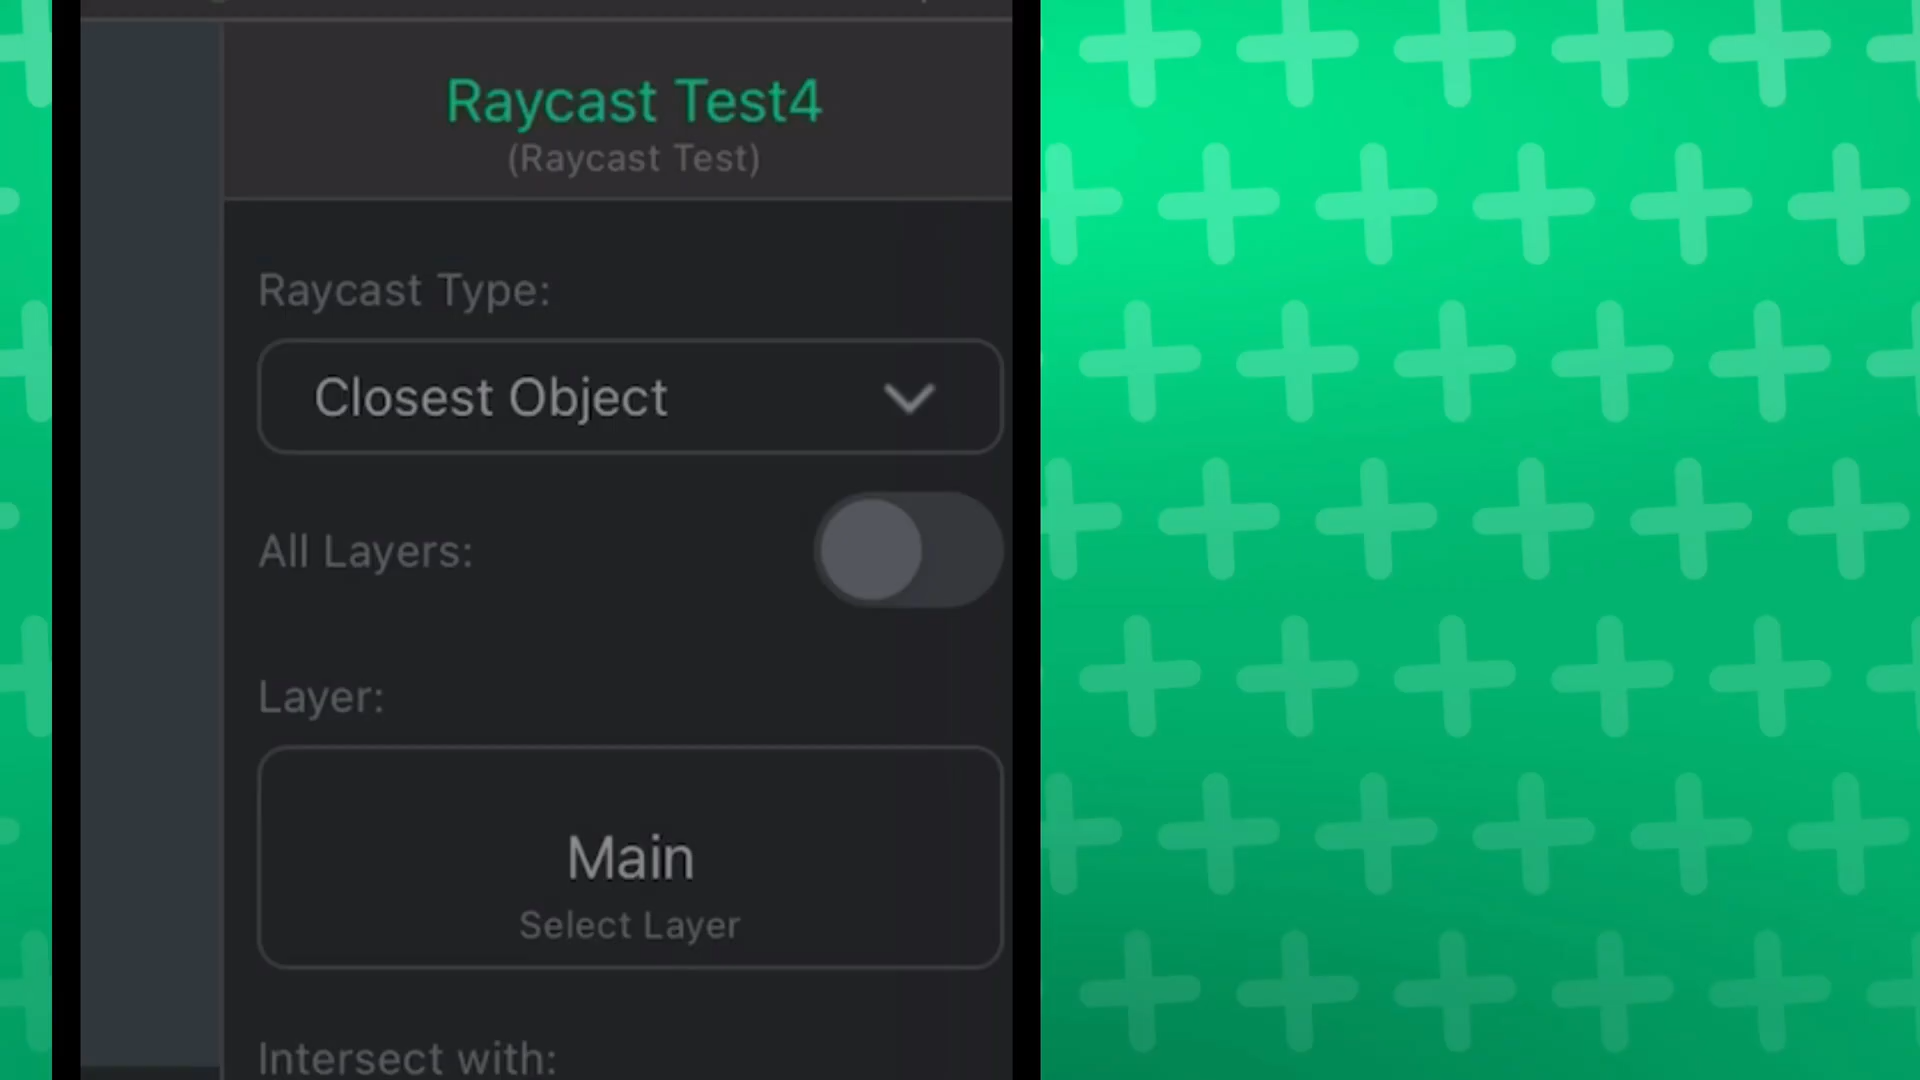 Raycast Test4
(Raycast Test)
Raycast Type:
Closest Object
All Layers:
Layer:
Main
Select Layer
Intersect with: